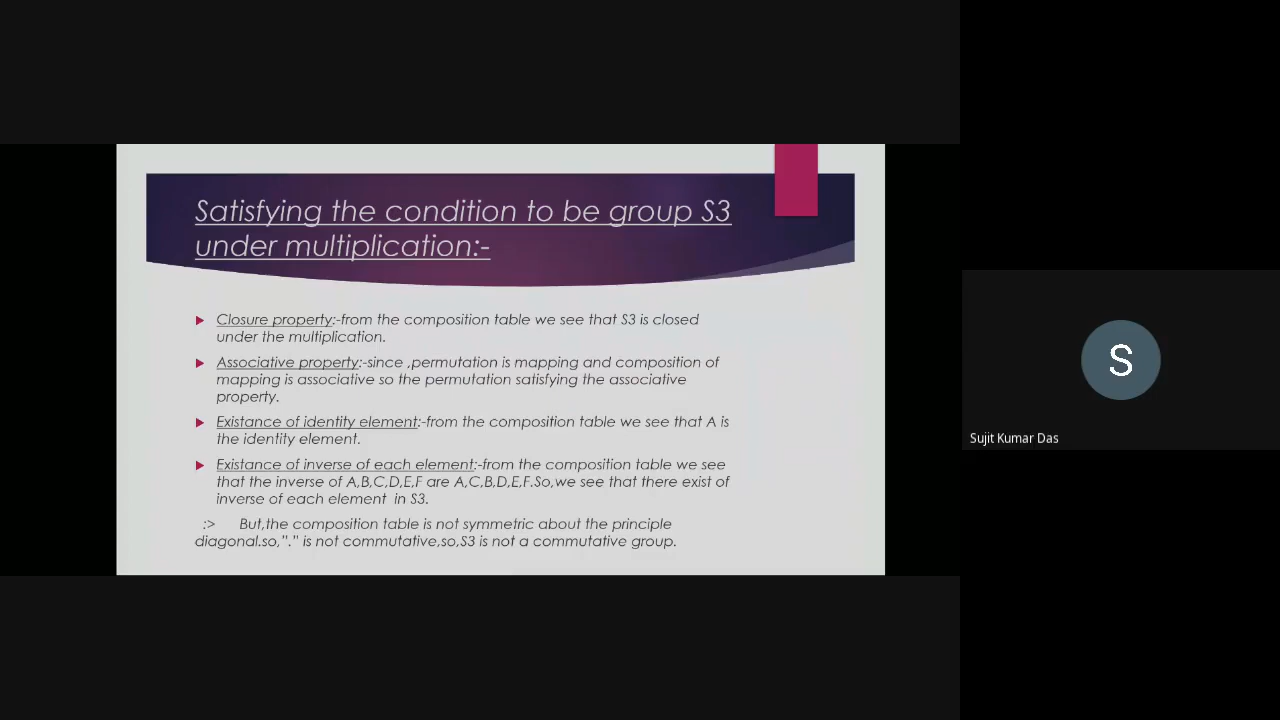 Satisfying the condition to be group S3
under multiplication:-
Closure property:-from the composition table we see that S3 is closed
under the multiplication.
Associative property:-since ,permutation is mapping and composition of
mapping is associative so the permutation satisfying the associative
property.
Existance of identity element:-from the composition table we see that A is
the identity element.
Existance of inverse of each element:-from the composition table we see
that the inverse of A,B,C,D,E,F are A,C,B,D,E,F.So,we see that there exist of
inverse of each element in S3.
:> But,the composition table is not symmetric about the principle
diagonal.so,”.” is not commutative,so,S3 is not a commutative group.
S
Sujit Kumar Das